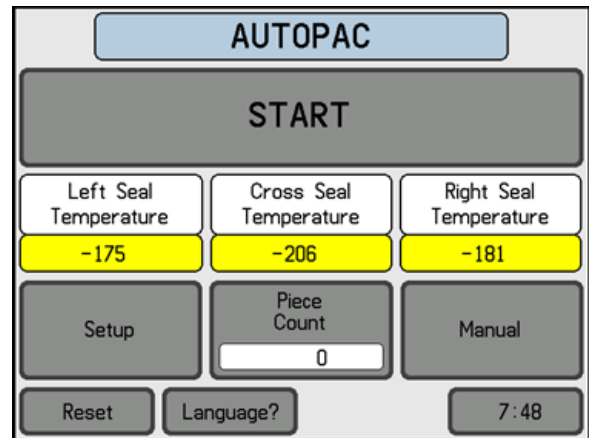 AUTOPAC
START
Left Seal
Temperature
-175
Cross Seal
Temperature
-206
Right Seal
Temperature
-181
Setup
Piece
Count
0
Manual
Reset
Language?
7:48